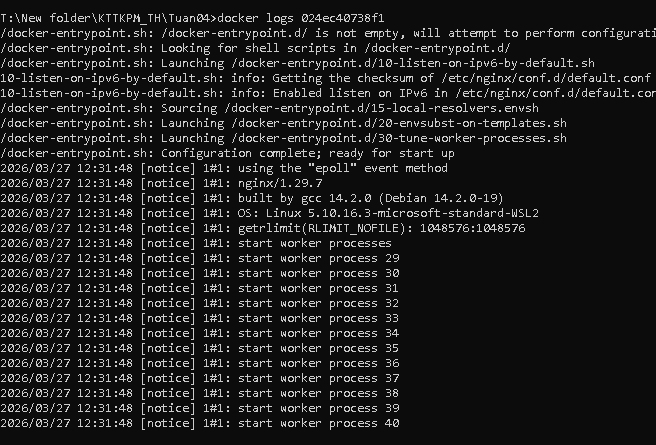 T:\New folder\KTTKPM_TH\Tuan04>docker logs 024ec40738f1
/docker-entrypoint.sh: /docker-entrypoint.d/ is not empty, will attempt to perform configurati
/docker-entrypoint.sh: Looking for shell scripts in /docker-entrypoint.d/
/docker-entrypoint.sh: Launching /docker-entrypoint.d/10-listen-on-ipv6-by-default.sh
10-listen-on-ipv6-by-default.sh: info: Getting the checksum of /etc/nginx/conf.d/default.conf
10-listen-on-ipv6-by-default.sh: info: Enabled listen on IPv6 in /etc/nginx/conf.d/default.con
/docker-entrypoint.sh: Sourcing /docker-entrypoint.d/15-local-resolvers.envsh
/docker-entrypoint.sh: Launching /docker-entrypoint.d/20-envsubst-on-templates.sh
/docker-entrypoint.sh: Launching /docker-entrypoint.d/30-tune-worker-processes.sh
/docker-entrypoint.sh: Configuration complete; ready for start up
2026/03/27 12:31:48 [notice] 1#1: using the "epoll" event method
2026/03/27 12:31:48 [notice] 1#1: nginx/1.29.7
2026/03/27 12:31:48 [notice] 1#1: built by gcc 14.2.0 (Debian 14.2.0-19)
2026/03/27 12:31:48 [notice] 1#1: OS: Linux 5.10.16.3-microsoft-standard-WSL2
2026/03/27 12:31:48 [notice] 1#1: getrlimit(RLIMIT_NOFILE): 1048576:1048576
2026/03/27 12:31:48 [notice] 1#1: start worker processes
2026/03/27 12:31:48 [notice] 1#1: start worker process 29
2026/03/27 12:31:48 [notice] 1#1: start worker process 30
2026/03/27 12:31:48 [notice] 1#1: start worker process 31
2026/03/27 12:31:48 [notice] 1#1: start worker process 32
2026/03/27 12:31:48 [notice] 1#1: start worker process 33
2026/03/27 12:31:48 [notice] 1#1: start worker process 34
2026/03/27 12:31:48 [notice] 1#1: start worker process 35
2026/03/27 12:31:48 [notice] 1#1: start worker process 36
2026/03/27 12:31:48 [notice] 1#1: start worker process 37
2026/03/27 12:31:48 [notice] 1#1: start worker process 38
2026/03/27 12:31:48 [notice] 1#1: start worker process 39
2026/03/27 12:31:48 [notice] 1#1: start worker process 40